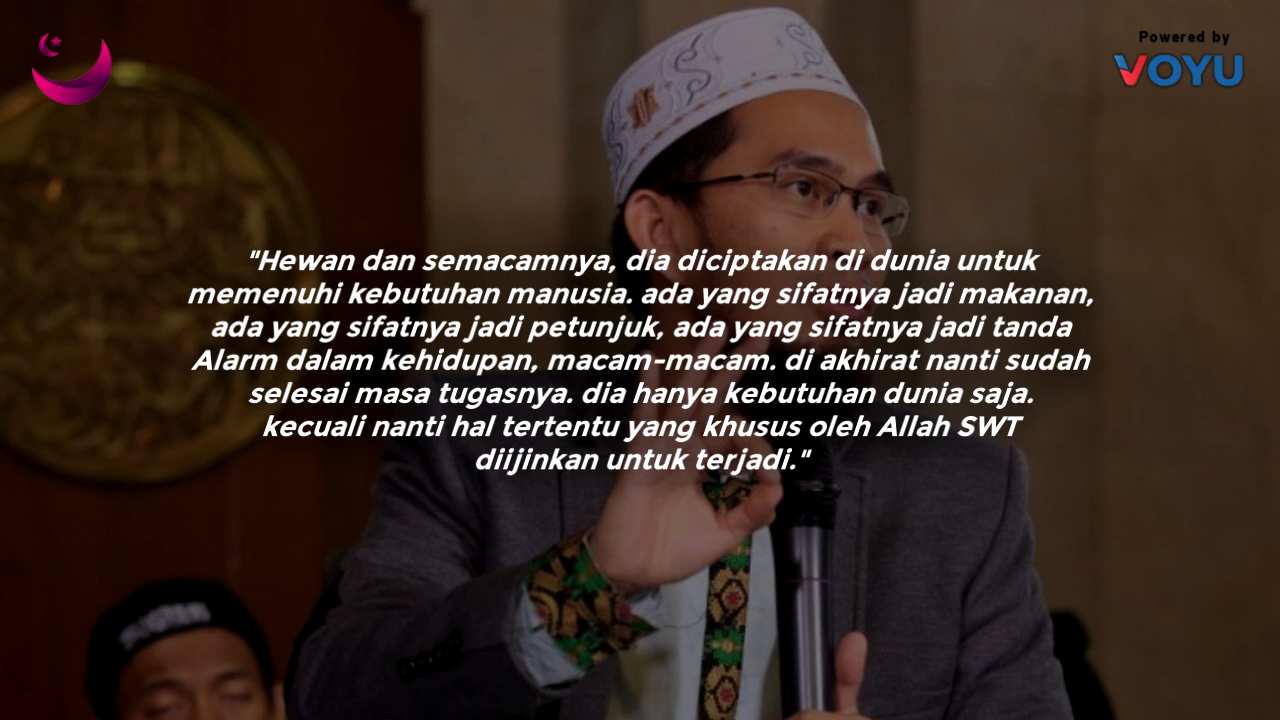 Powered by
VOYU
"Hewan dan semacamnya, dia diciptakan di dunia untuk
memenuhi kebutuhan manusia. ada yang sifatnya jadi makanan,
ada yang sifatnya jadi petunjuk, ada yang sifatnya jadi tanda
Alarm dalam kehidupan, macam-macam. di akhirat nanti sudah
selesai masa tugasnya. dia hanya kebutuhan dunia saja.
kecuali nanti hal tertentu yang khusus oleh Allah SWT
diijinkan untuk terjadi."